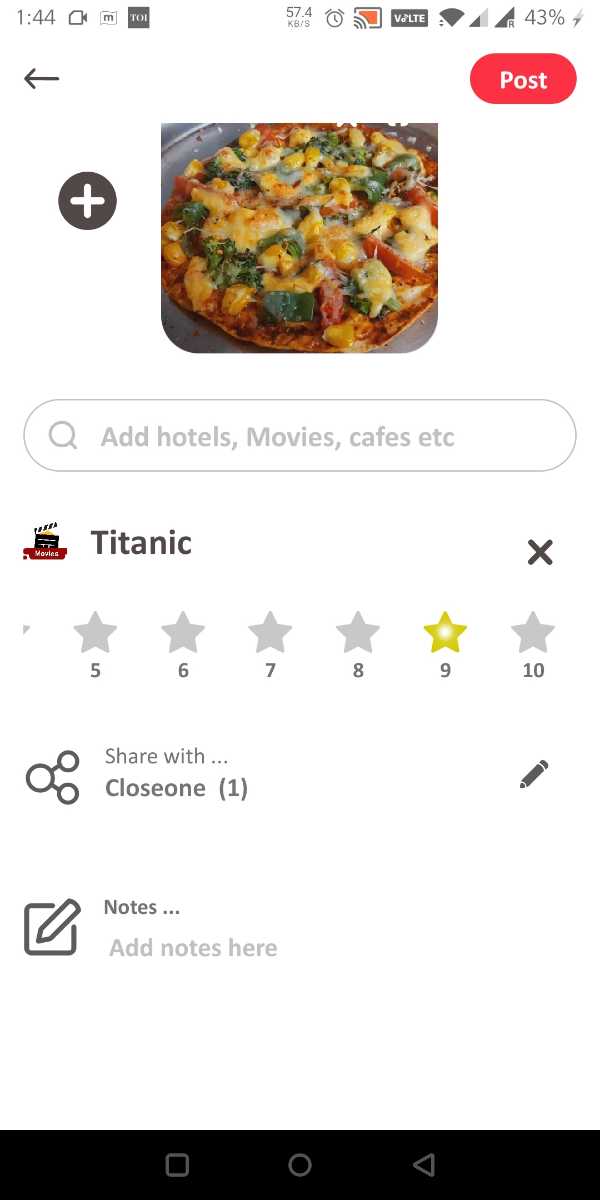 1:44 m TOI 57.4 KB/S VoLTE R 43%
Post
Add hotels, Movies, cafes etc
Movies
Titanic
5 6 7 8 9 10
Share with ...
Closeone (1)
Notes ...
Add notes here